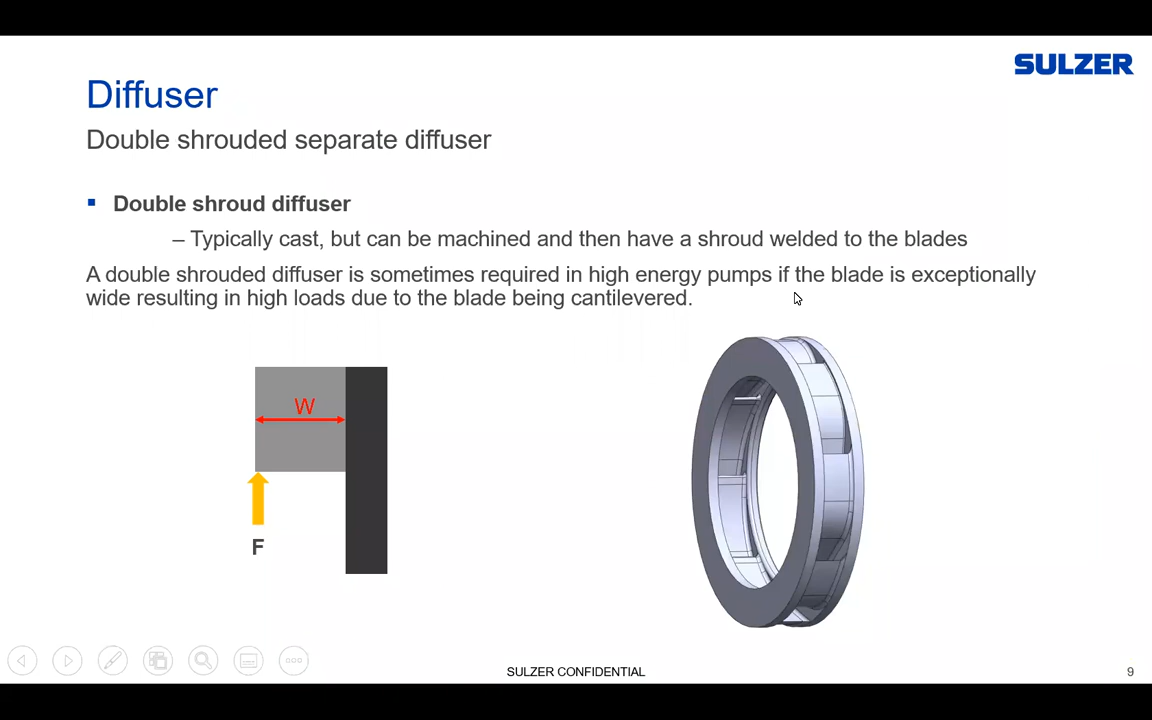 SULZER
Diffuser
Double shrouded separate diffuser
▪ Double shroud diffuser
– Typically cast, but can be machined and then have a shroud welded to the blades
A double shrouded diffuser is sometimes required in high energy pumps if the blade is exceptionally
wide resulting in high loads due to the blade being cantilevered.
W
F
SULZER CONFIDENTIAL
9